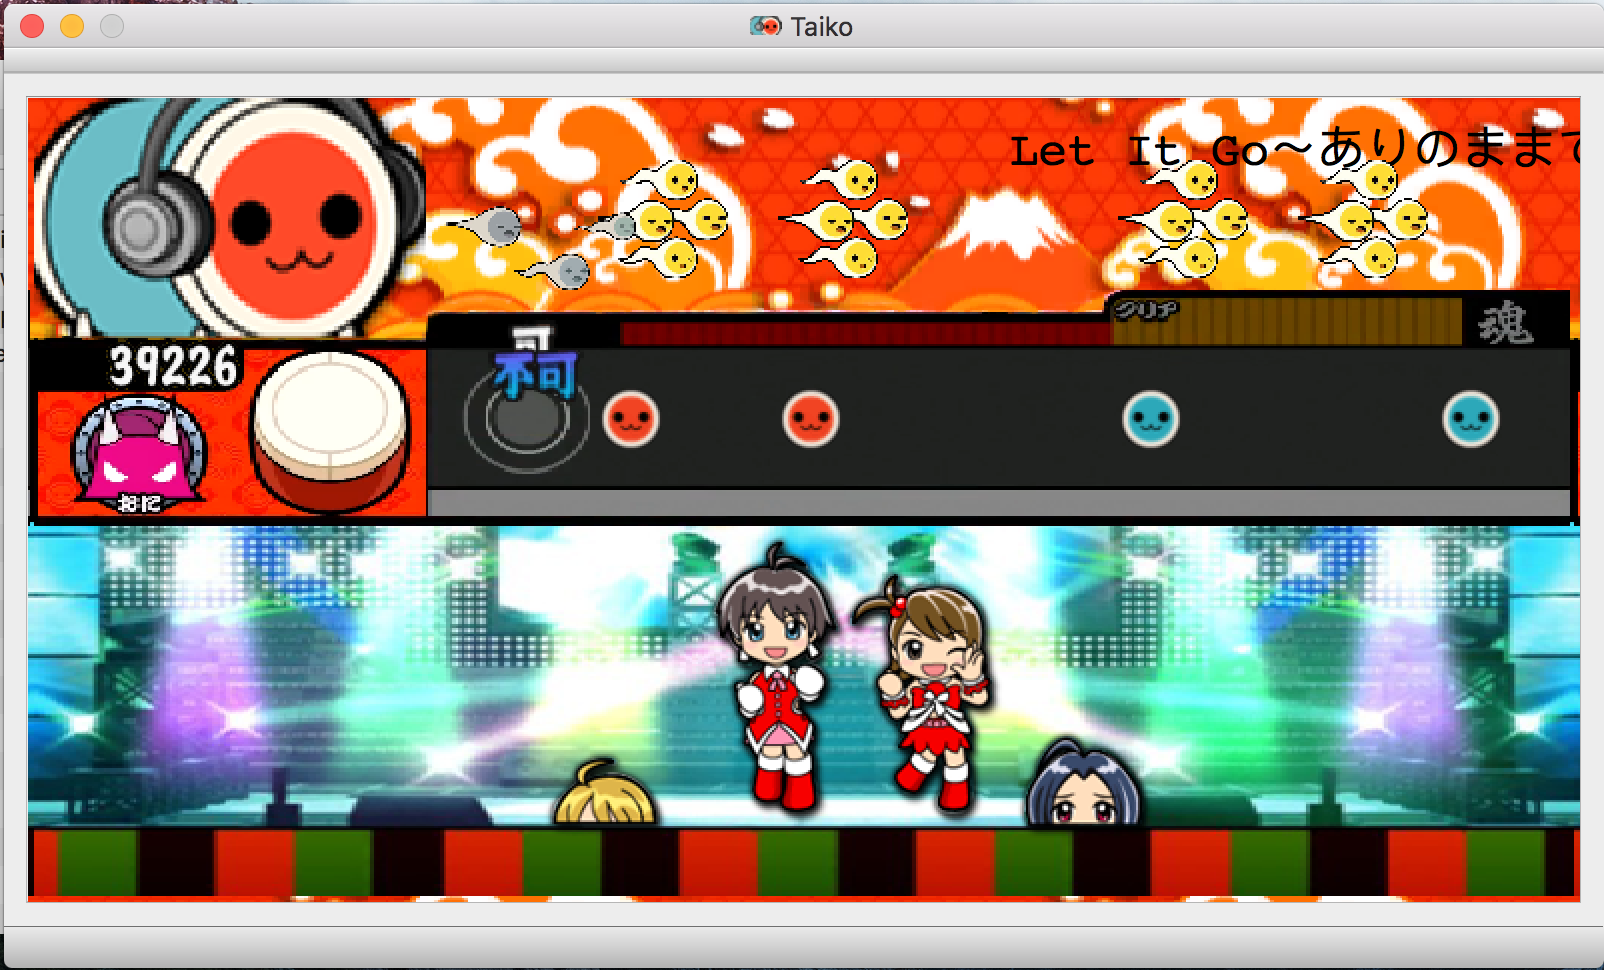 Taiko
Let It Go～ありのままで
クリア
魂
可
不可
39226
おに